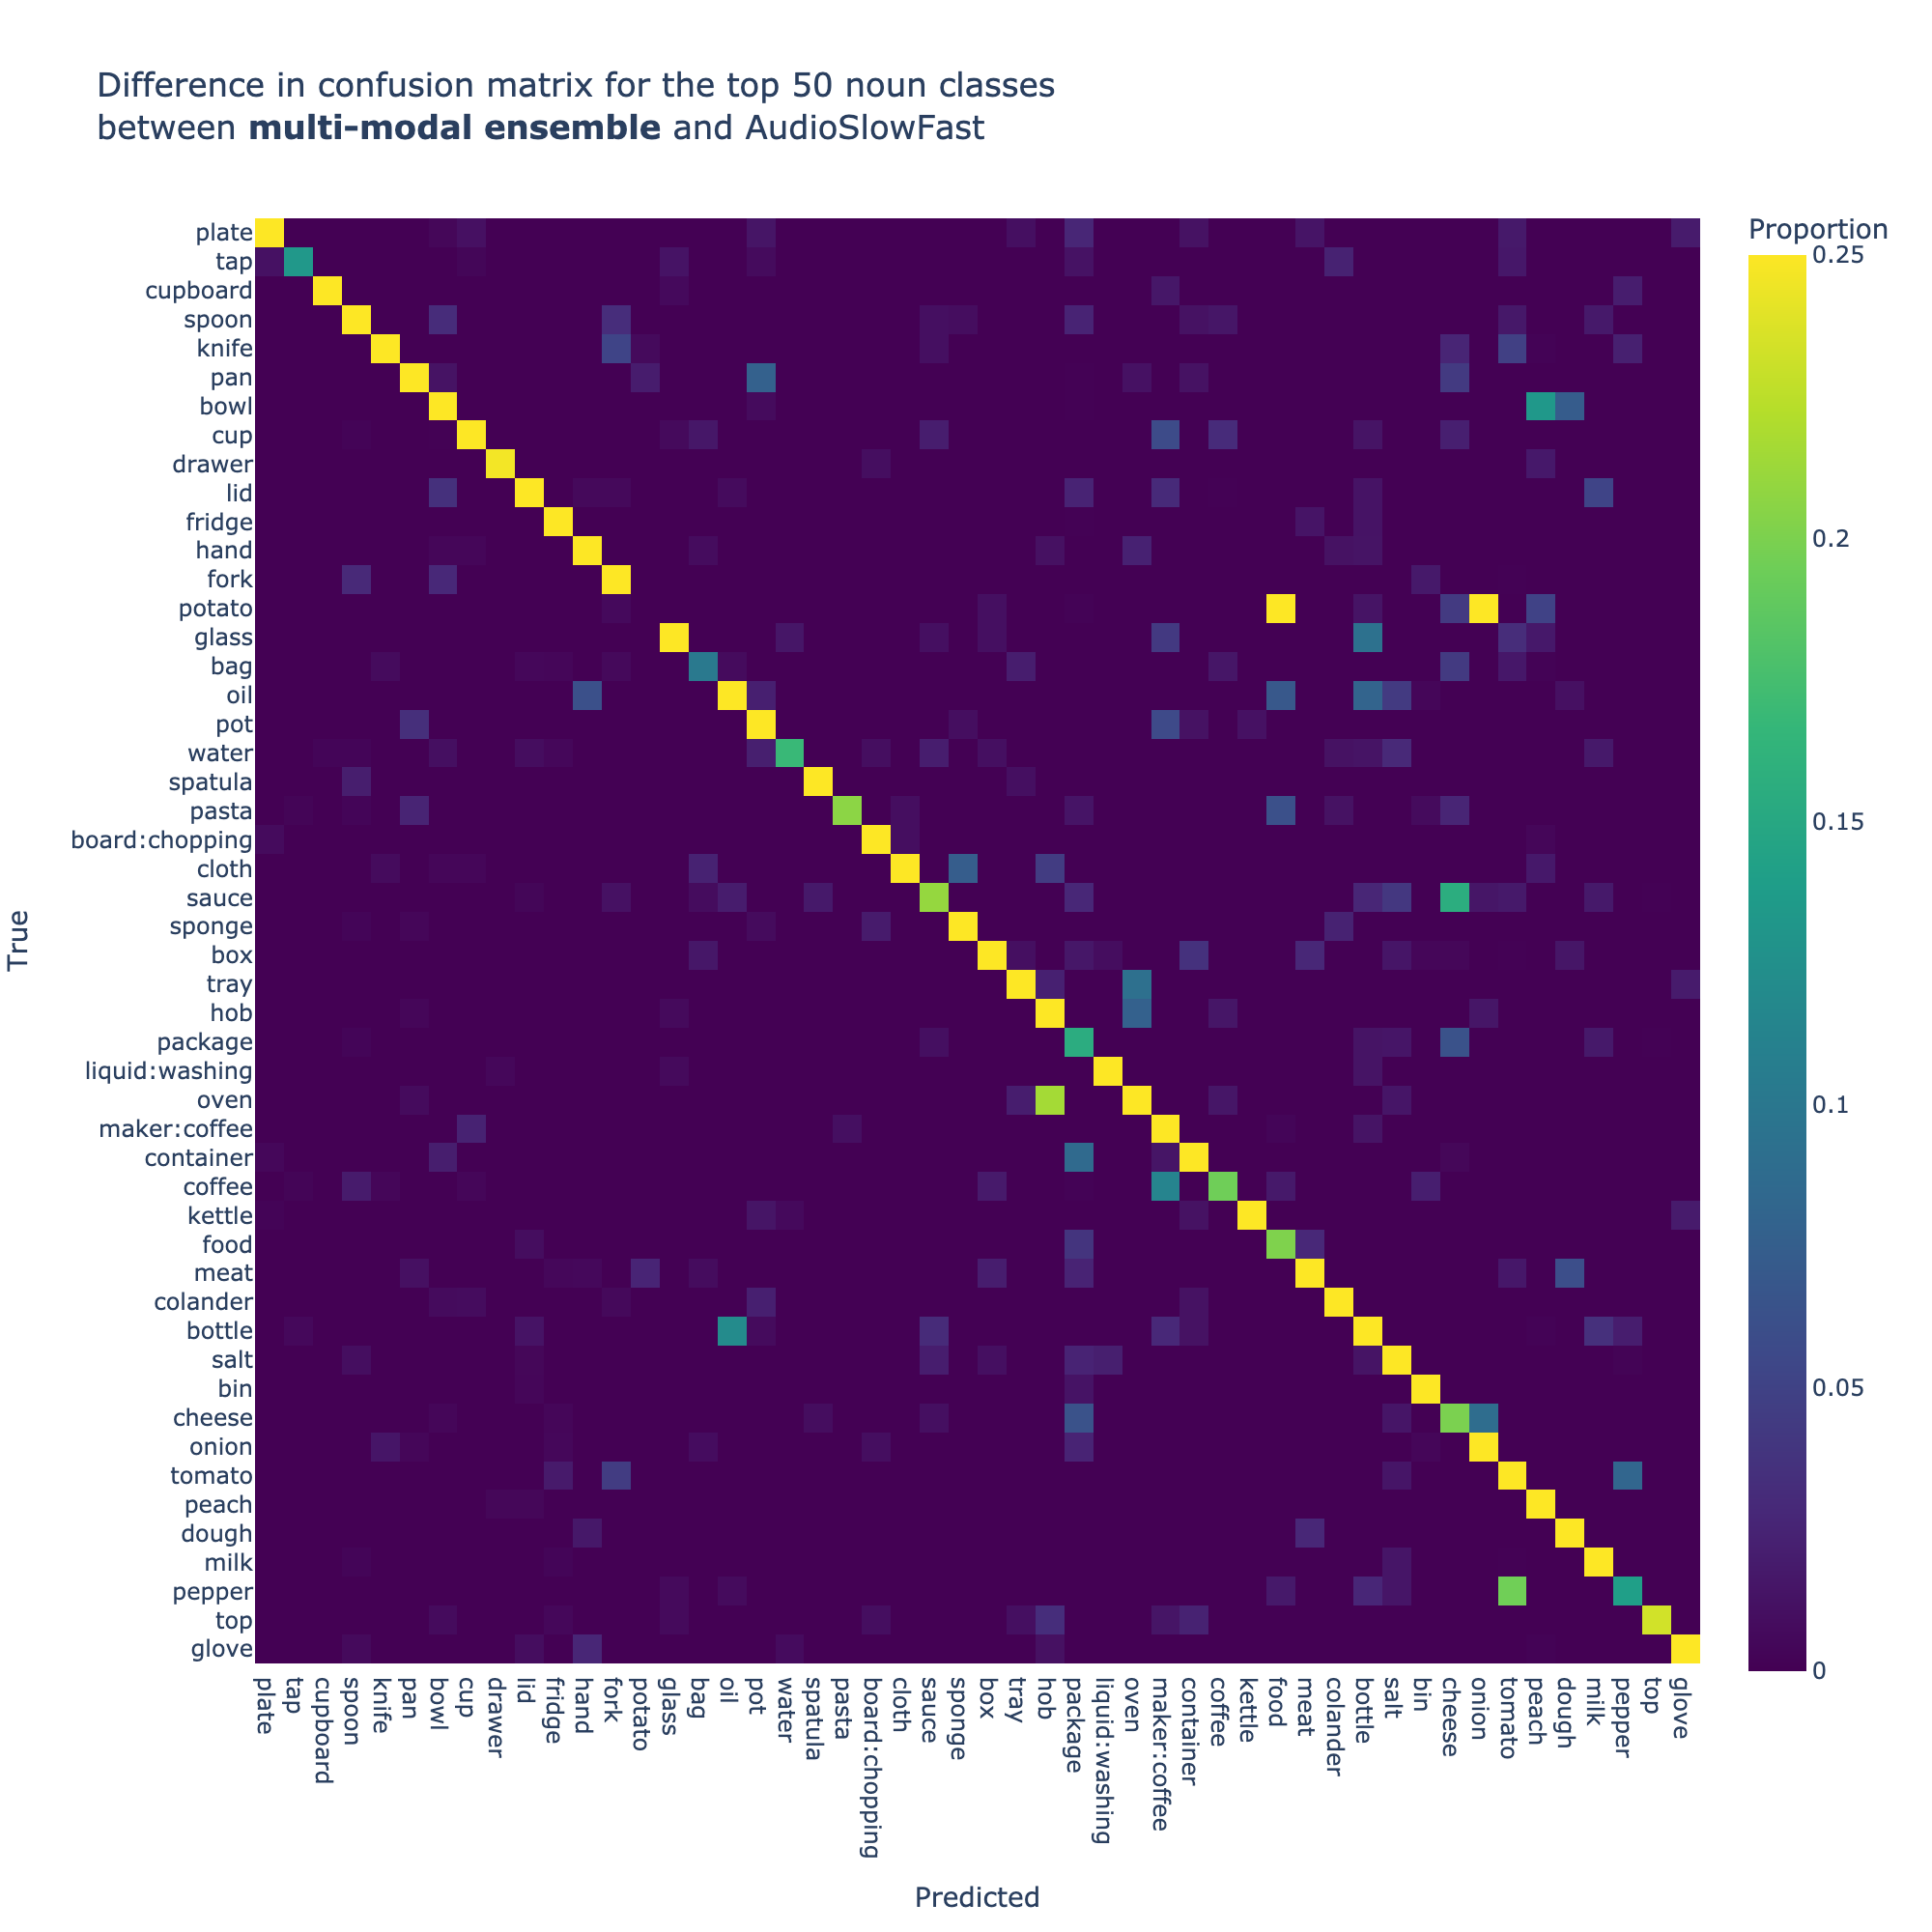 Difference in confusion matrix for the top 50 noun classes
between multi-modal ensemble and AudioSlowFast
Proportion
0.25
0.2
0.15
0.1
0.05
0
True
plate
tap
cupboard
spoon
knife
pan
bowl
cup
drawer
lid
fridge
hand
fork
potato
glass
bag
oil
pot
water
spatula
pasta
board:chopping
cloth
sauce
sponge
box
tray
hob
package
liquid:washing
oven
maker:coffee
container
coffee
kettle
food
meat
colander
bottle
salt
bin
cheese
onion
tomato
peach
dough
milk
pepper
top
glove
plate
tap
cupboard
spoon
knife
pan
bowl
cup
drawer
lid
fridge
hand
fork
potato
glass
bag
oil
pot
water
spatula
pasta
board:chopping
cloth
sauce
sponge
box
tray
hob
package
liquid:washing
oven
maker:coffee
container
coffee
kettle
food
meat
colander
bottle
salt
bin
cheese
onion
tomato
peach
dough
milk
pepper
top
glove
Predicted